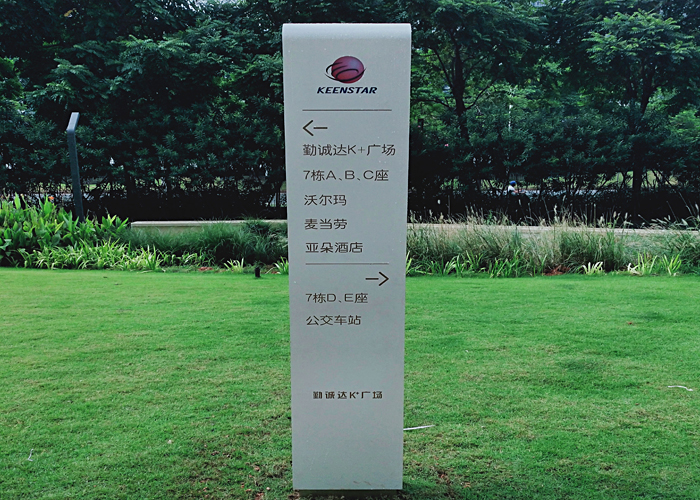 KEENSTAR
←
勤诚达K+广场
7栋A、B、C座
沃尔玛
麦当劳
亚朵酒店
→
7栋D、E座
公交车站
勤诚达K+广场